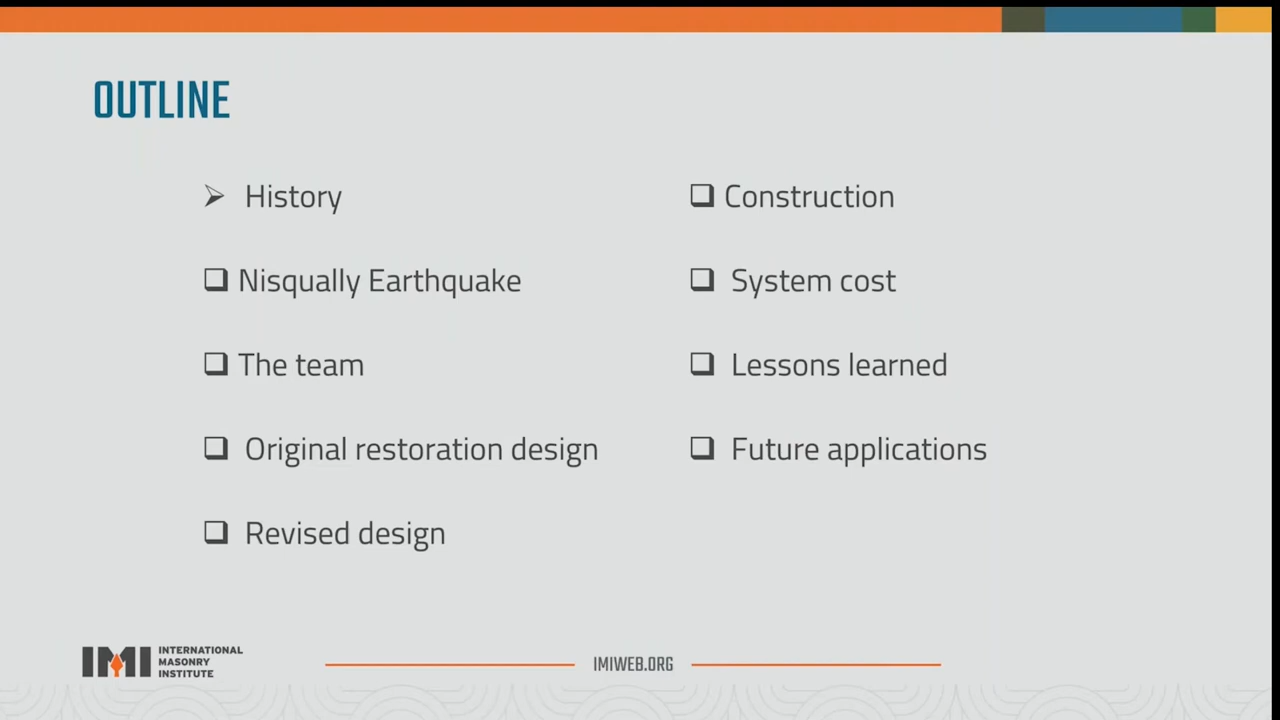 OUTLINE
History
Nisqually Earthquake
The team
Original restoration design
Revised design
Construction
System cost
Lessons learned
Future applications
IMI
INTERNATIONAL
MASONRY
INSTITUTE
IMIWEB.ORG